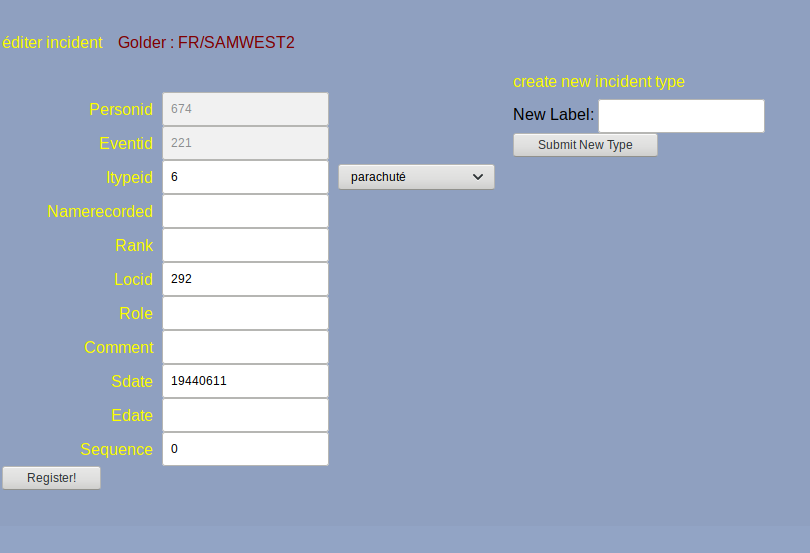 éditer incident Golder : FR/SAMWEST2
create new incident type
Personid 674
New Label:
Eventid 221
Submit New Type
Itypeid 6 parachuté
Namerecorded
Rank
Locid 292
Role
Comment
Sdate 19440611
Edate
Sequence 0
Register!